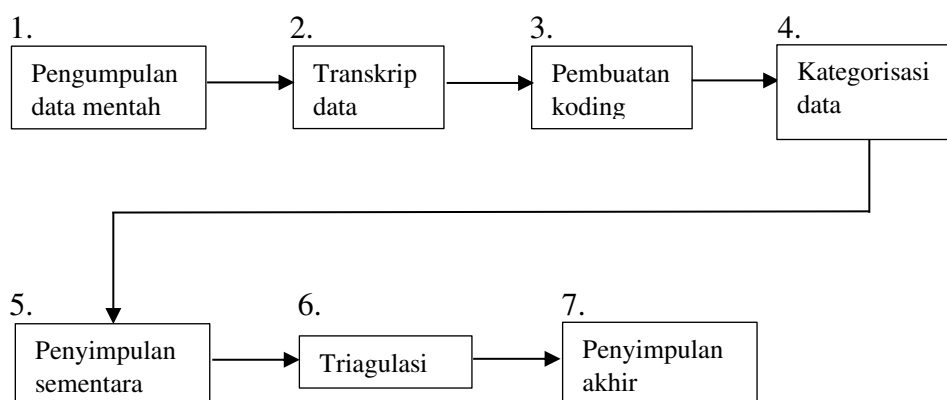 1.
Pengumpulan
data mentah
2.
Transkrip
data
3.
Pembuatan
koding
4.
Kategorisasi
data
5.
Penyimpulan
sementara
6.
Triagulasi
7.
Penyimpulan
akhir